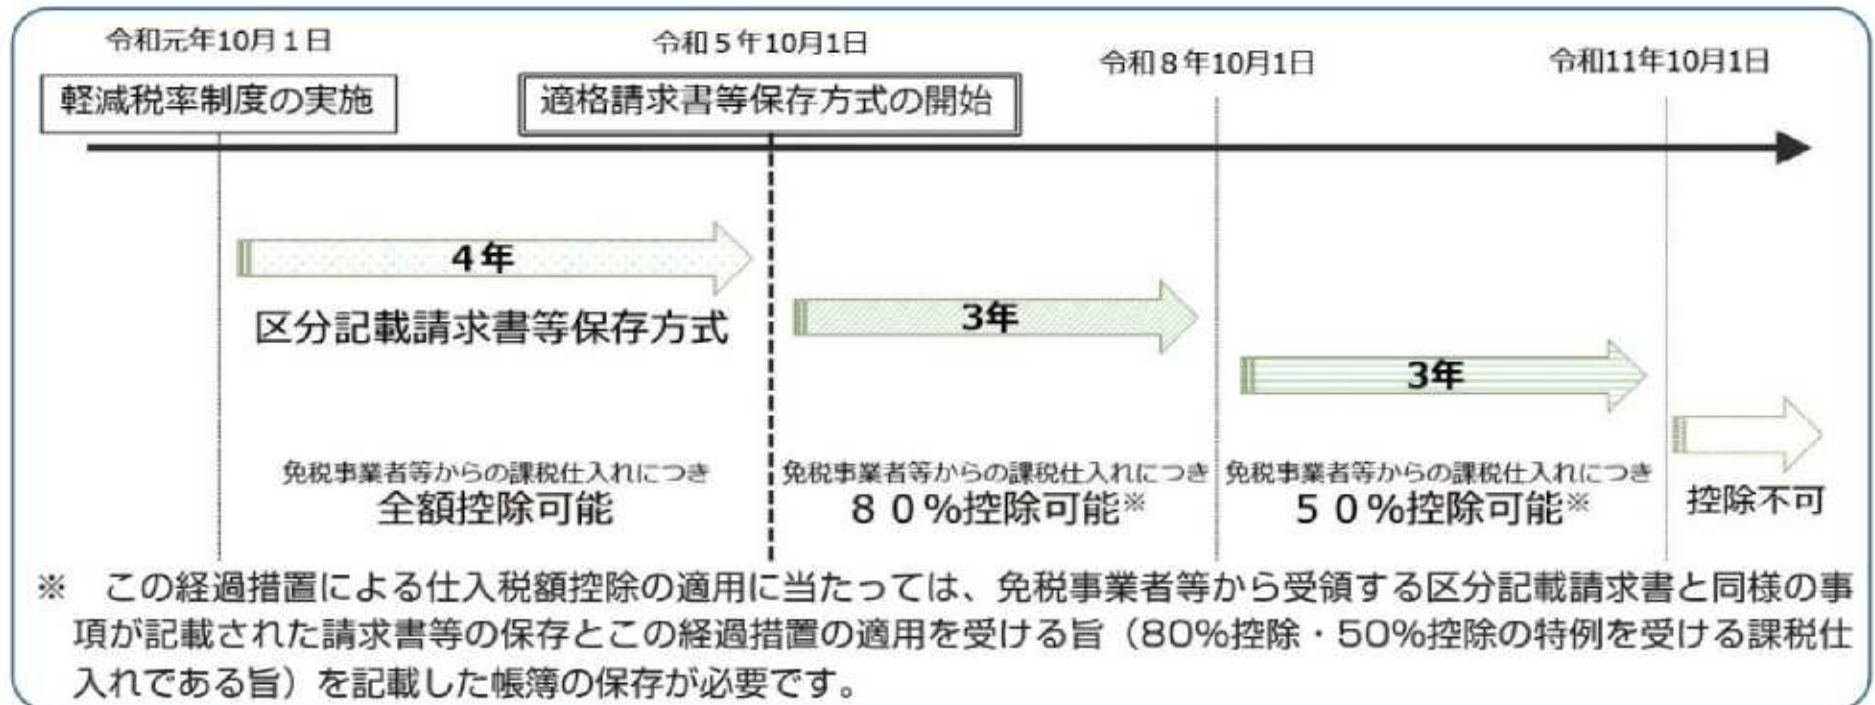 令和元年10月1日
令和5年10月1日
令和8年10月1日
令和11年10月1日
軽減税率制度の実施
適格請求書等保存方式の開始
4年
区分記載請求書等保存方式
3年
3年
免税事業者等からの課税仕入れにつき
全額控除可能
免税事業者等からの課税仕入れにつき
80%控除可能※
免税事業者等からの課税仕入れにつき
50%控除可能※
控除不可
※ この経過措置による仕入税額控除の適用に当たっては、免税事業者等から受領する区分記載請求書と同様の事
項が記載された請求書等の保存とこの経過措置の適用を受ける旨（80%控除・50%控除の特例を受ける課税仕
入れである旨）を記載した帳簿の保存が必要です。